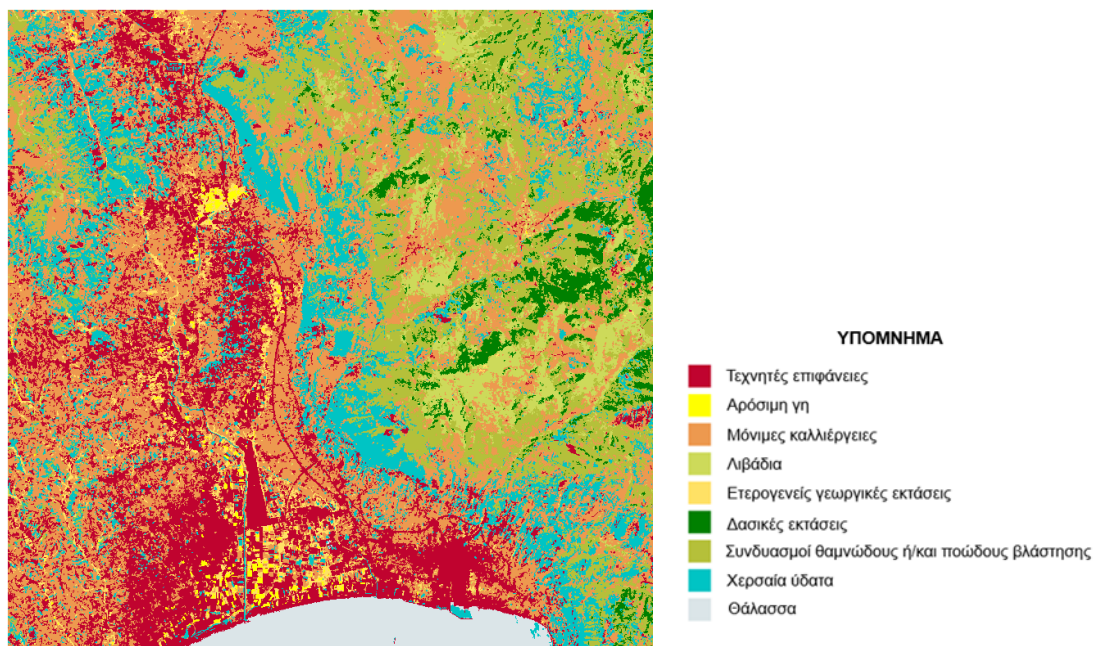 ΥΠΟΜΝΗΜΑ
Τεχνητές επιφάνειες
Αρόσιμη γη
Μόνιμες καλλιέργειες
Λιβάδια
Ετερογενείς γεωργικές εκτάσεις
Δασικές εκτάσεις
Συνδυασμοί θαμνώδους ή/και ποώδους βλάστησης
Χερσαία ύδατα
Θάλασσα